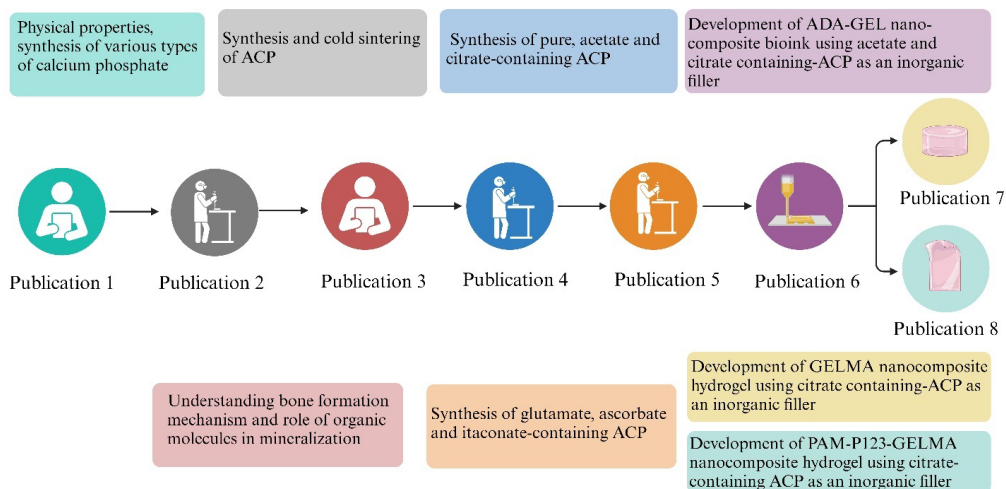 Physical properties,
synthesis of various types
of calcium phosphate
Synthesis and cold sintering
of ACP
Synthesis of pure, acetate and
citrate-containing ACP
Development of ADA-GEL nano-
composite bioink using acetate and
citrate containing-ACP as an inorganic
filler
Publication 1
Publication 2
Publication 3
Publication 4
Publication 5
Publication 6
Publication 7
Publication 8
Understanding bone formation
mechanism and role of organic
molecules in mineralization
Synthesis of glutamate, ascorbate
and itaconate-containing ACP
Development of GELMA nanocomposite
hydrogel using citrate containing-ACP as
an inorganic filler
Development of PAM-P123-GELMA
nanocomposite hydrogel using citrate-
containing ACP as an inorganic filler